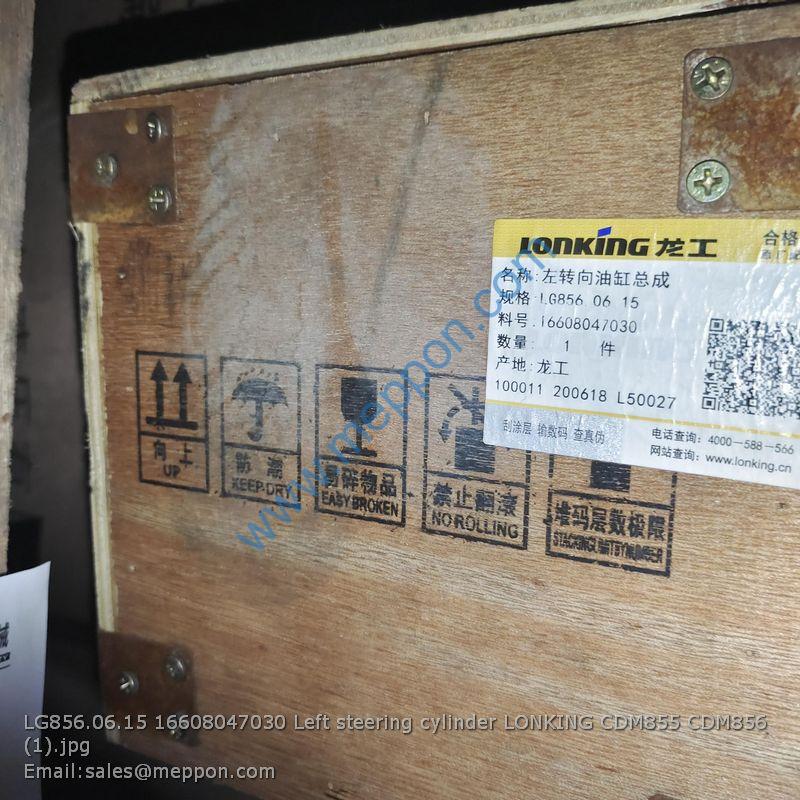 LONKING 龙工 合格
名称:左转向油缸总成
规格:LG856.06.15
料号.16608047030
数量: 1 件
产地:龙工
100011 200618 L50027
刮涂层 输数码 查真伪
电话查询: 4000-588-566
网站查询:www.lonking.cn
向上
UP
防潮
KEEP-DRY
易碎物品
EASY BROKEN
禁止翻滚
NO ROLLING
堆码层数极限
STACKING LIMIT BY NUMBER
www.meppon.com
械
LG856.06.15 16608047030 Left steering cylinder LONKING CDM855 CDM856
(1).jpg
Email:sales@meppon.com